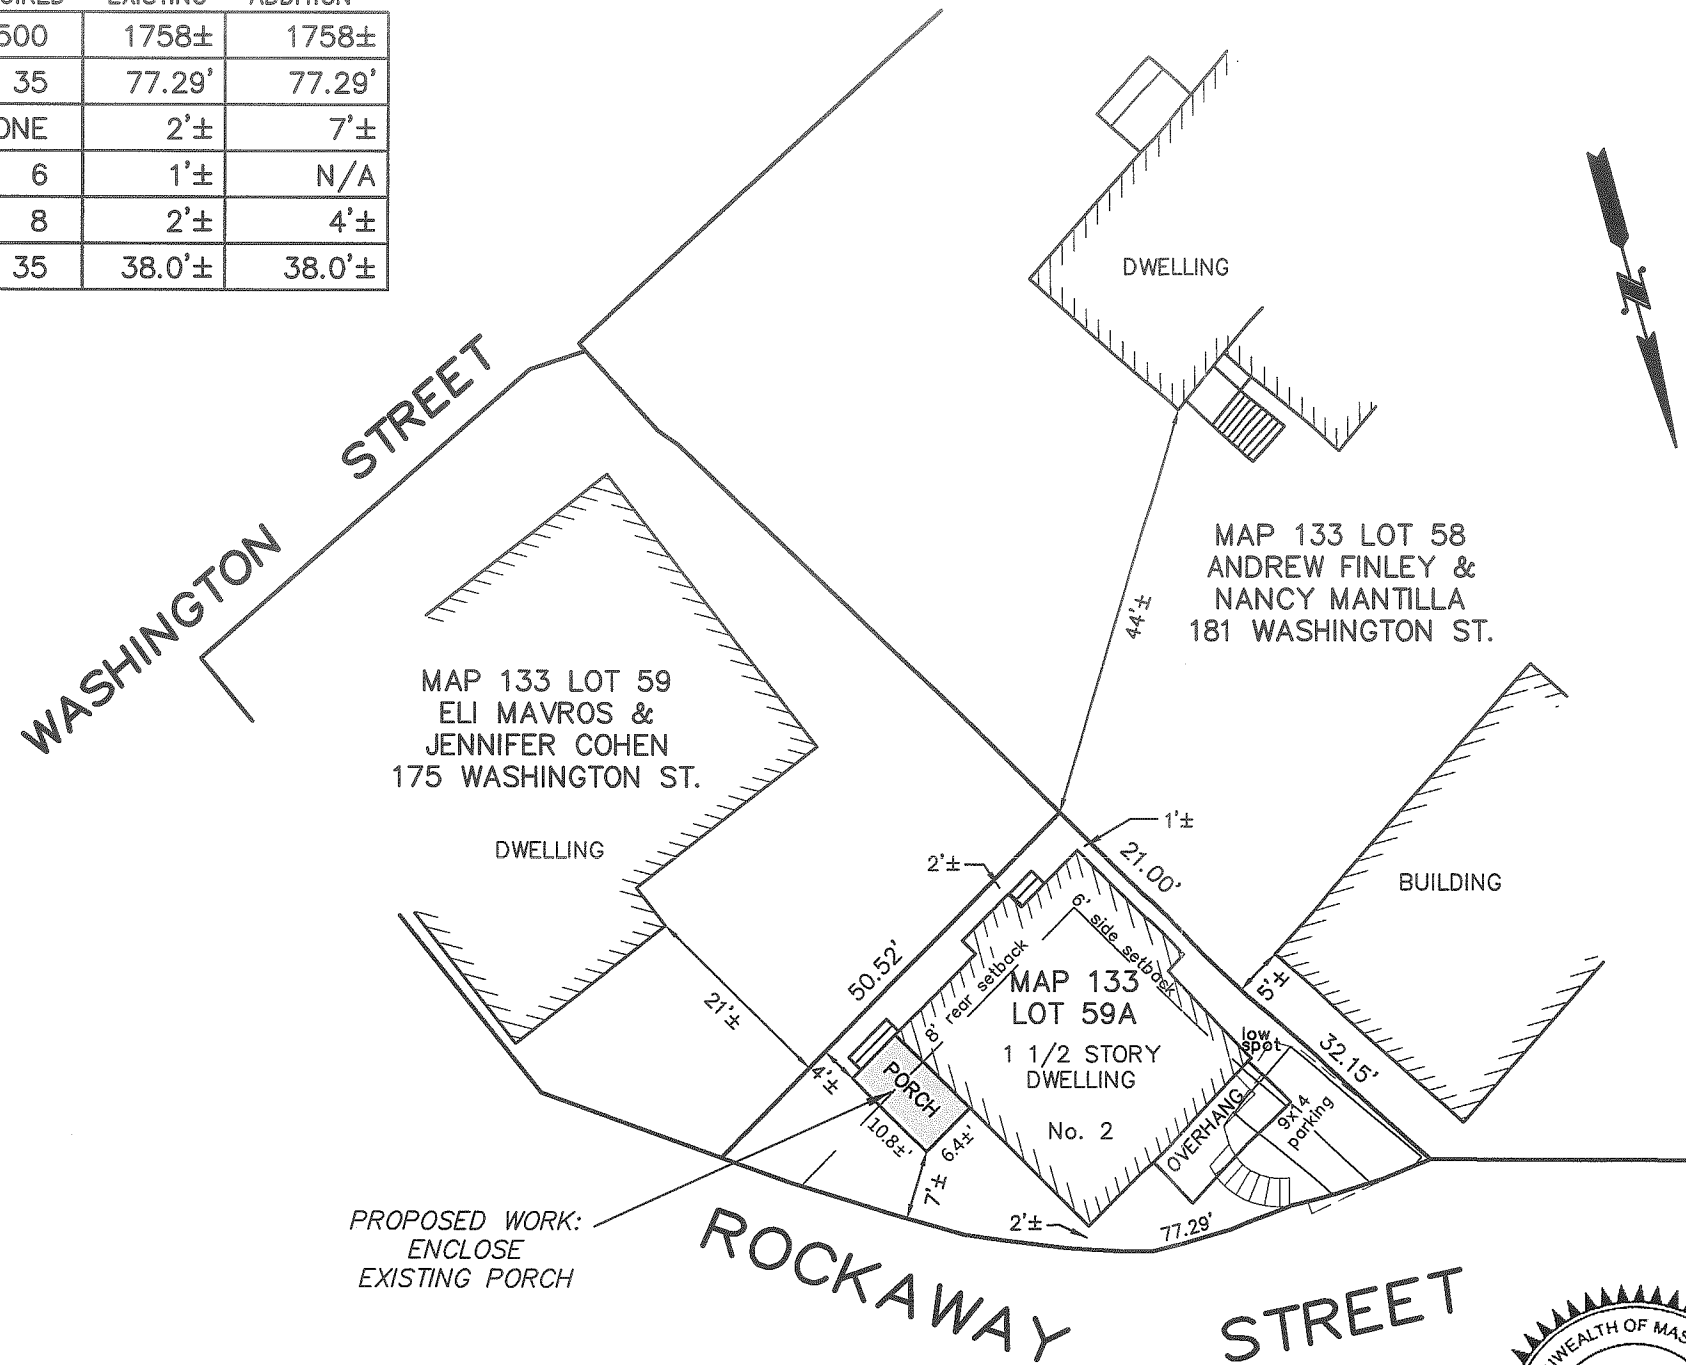 EXISTING ADDITION
500 1758± 1758±
35 77.29' 77.29'
ONE 2'± 7'±
6 1'± N/A
8 2'± 4'±
35 38.0'± 38.0'±
WASHINGTON STREET
DWELLING
N
MAP 133 LOT 58
ANDREW FINLEY &
NANCY MANTILLA
181 WASHINGTON ST.
44'±
MAP 133 LOT 59
ELI MAVROS &
JENNIFER COHEN
175 WASHINGTON ST.
DWELLING
1'±
2'±
21.00'
BUILDING
50.52'
8' rear setback
6' side setback
MAP 133
LOT 59A
1 1/2 STORY
DWELLING
No. 2
5'±
21'±
low
spot
32.15'
4'±
PORCH
10.8±'
6.4±'
7'±
OVERHANG
9x14
parking
2'±
77.29'
PROPOSED WORK:
ENCLOSE
EXISTING PORCH
ROCKAWAY STREET
WEALTH OF MAS